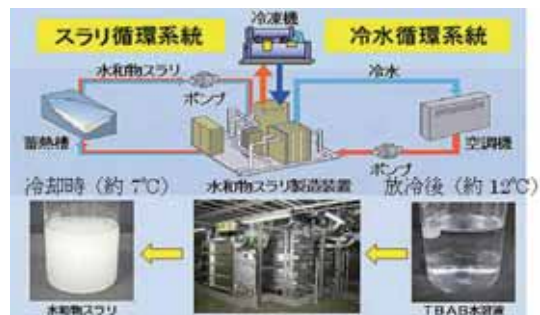 冷凍機
スラリ循環系統
冷水循環系統
水和物スラリ
ポンプ
冷水
蓄熱槽
空調機
ポンプ
冷却時（約 7℃）
水和物スラリ製造装置
放冷後（約 12℃）
水和物スラリ
TBAB水溶液